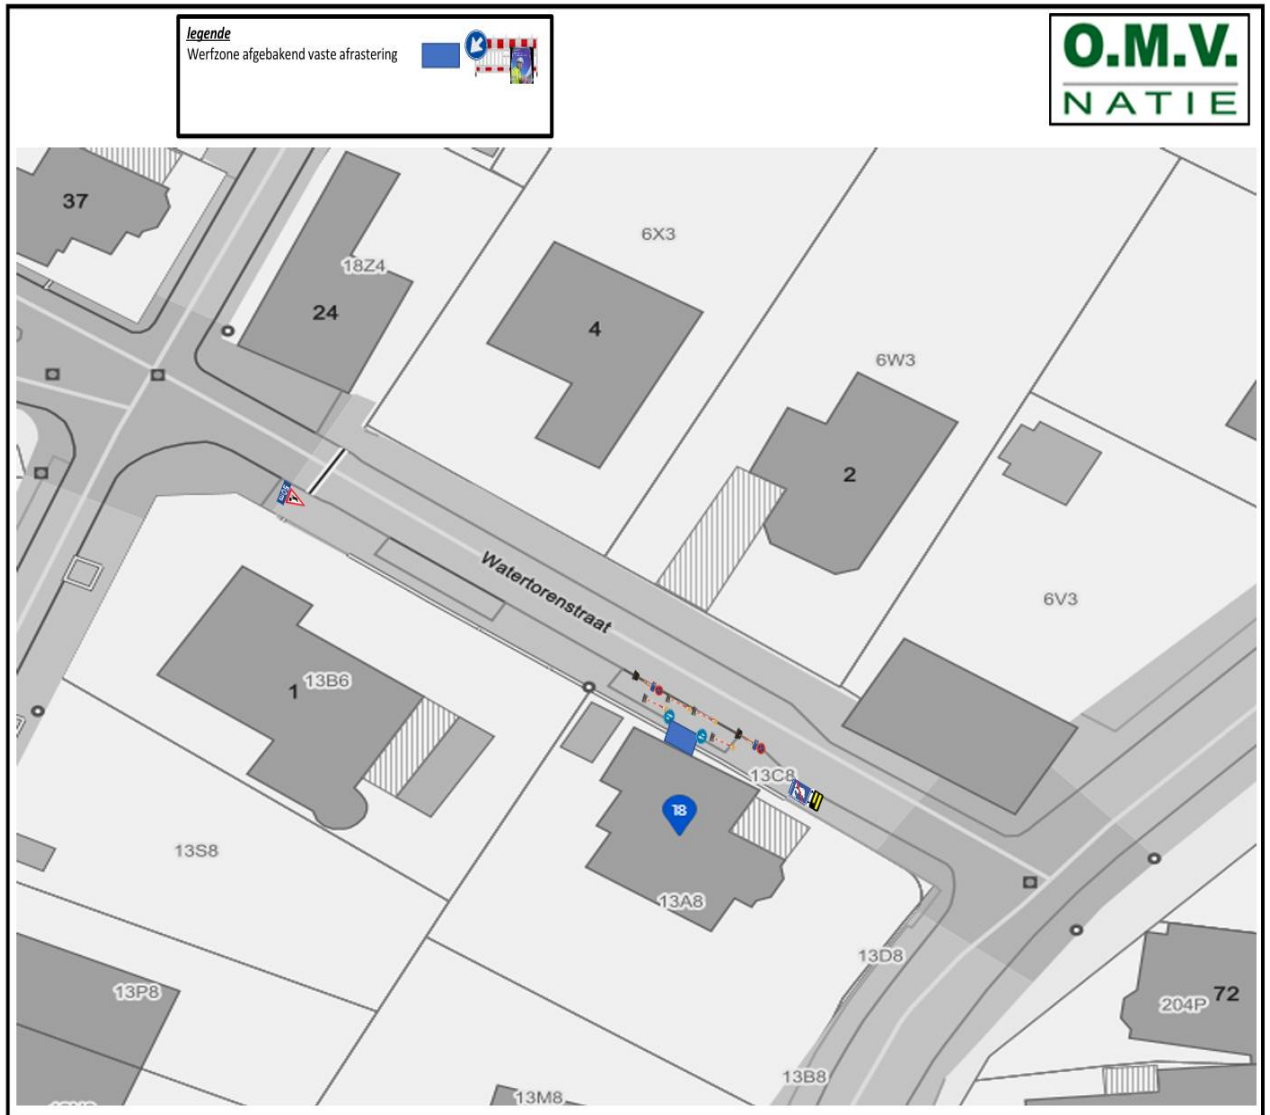 legende
Werfzone afgebakend vaste afrastering
O.M.V.
NATIE
37
6X3
18Z4
24
4
6W3
2
Watertorenstraat
6V3
13B6
1
13C8
18
13S8
13A8
13D8
13P8
72
204P
13B8
13M8